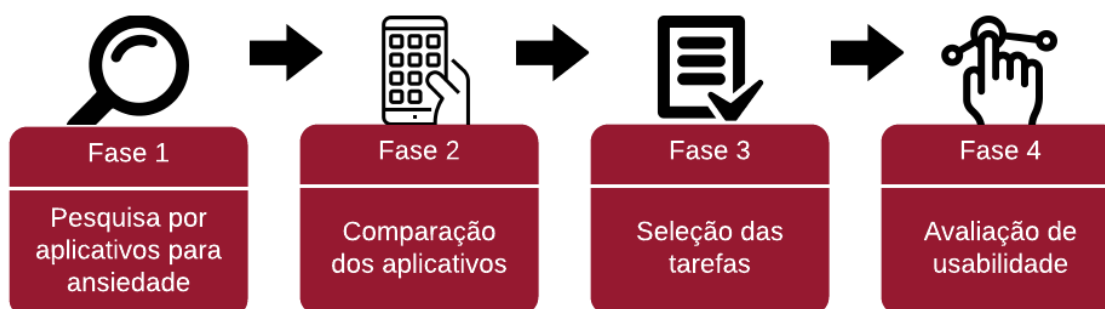 Fase 1
Pesquisa por
aplicativos para
ansiedade
Fase 2
Comparação
dos aplicativos
Fase 3
Seleção das
tarefas
Fase 4
Avaliação de
usabilidade